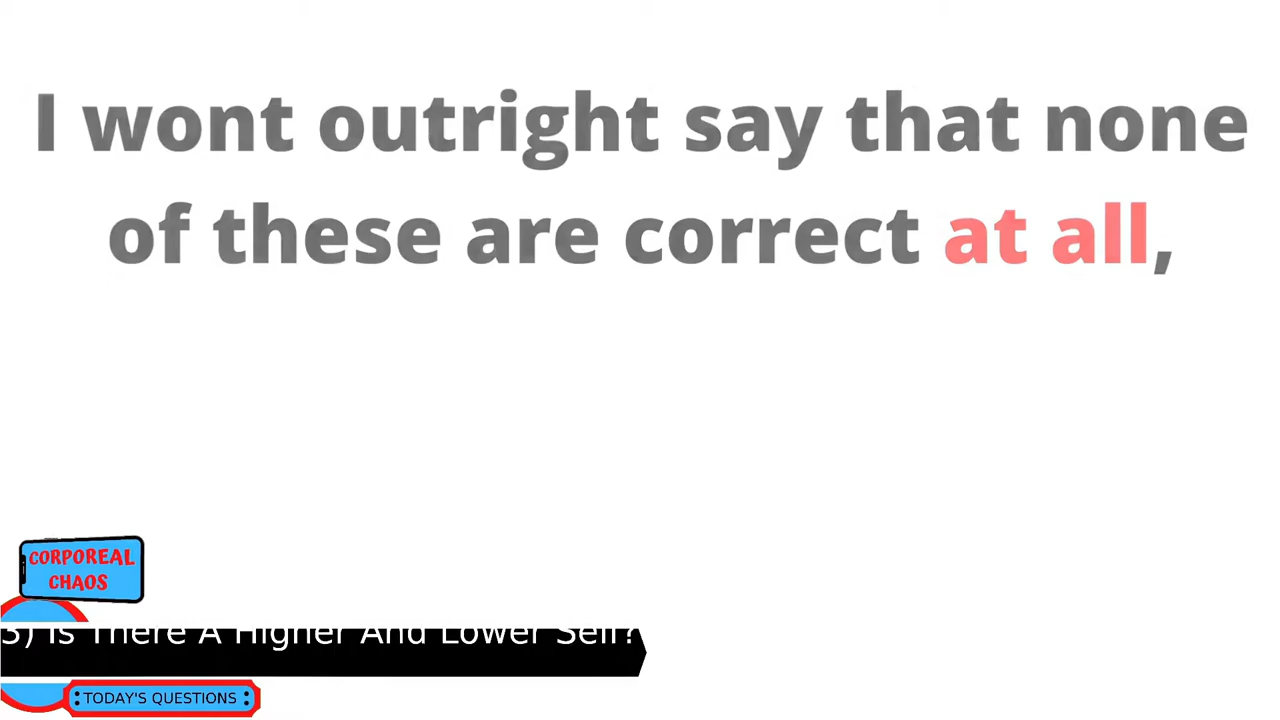 I wont outright say that none
of these are correct at all,
CORPOREAL
CHAOS
3) Is There A Higher And Lower Self?
TODAY'S QUESTIONS